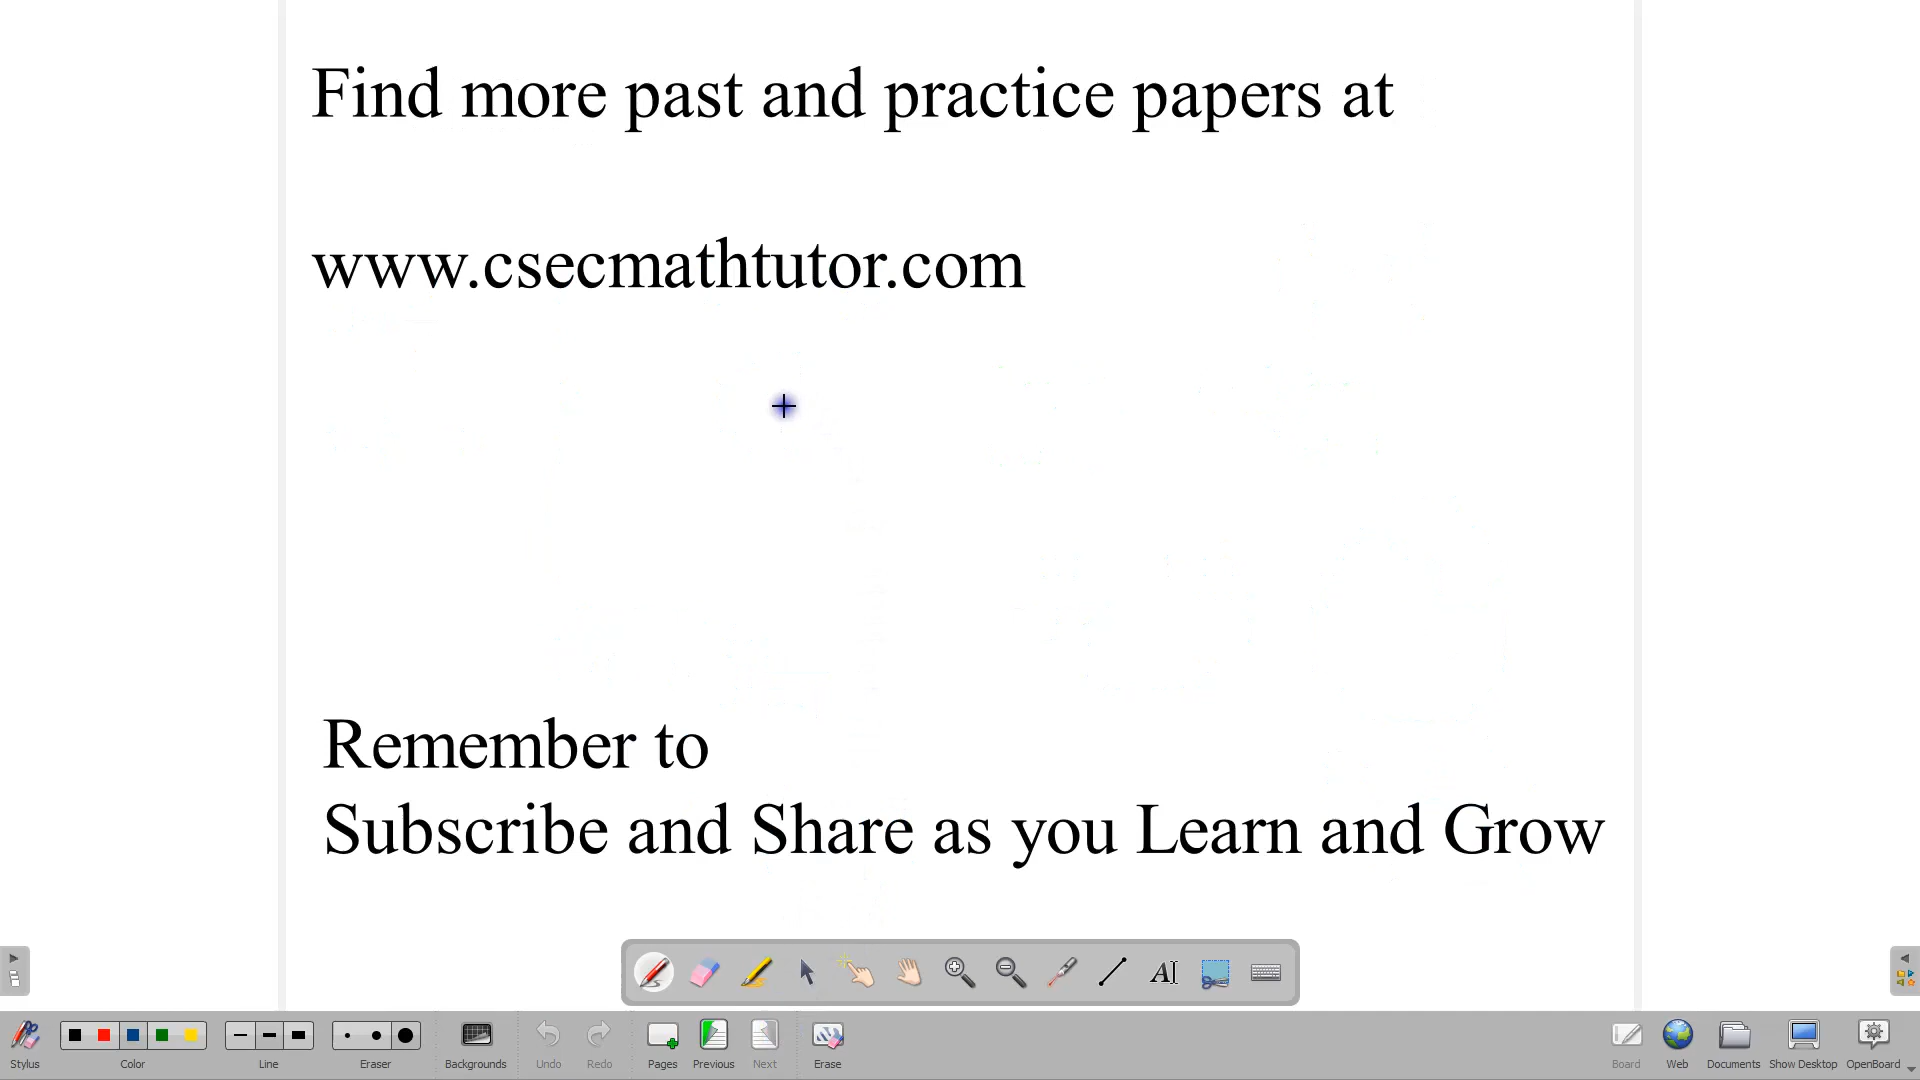 Find more past and practice papers at
www.csecmathtutor.com
Remember to
Subscribe and Share as you Learn and Grow
AI
Stylus Color Line Eraser Backgrounds Undo Redo Pages Previous Next Erase Board Web Documents Show Desktop OpenBoard